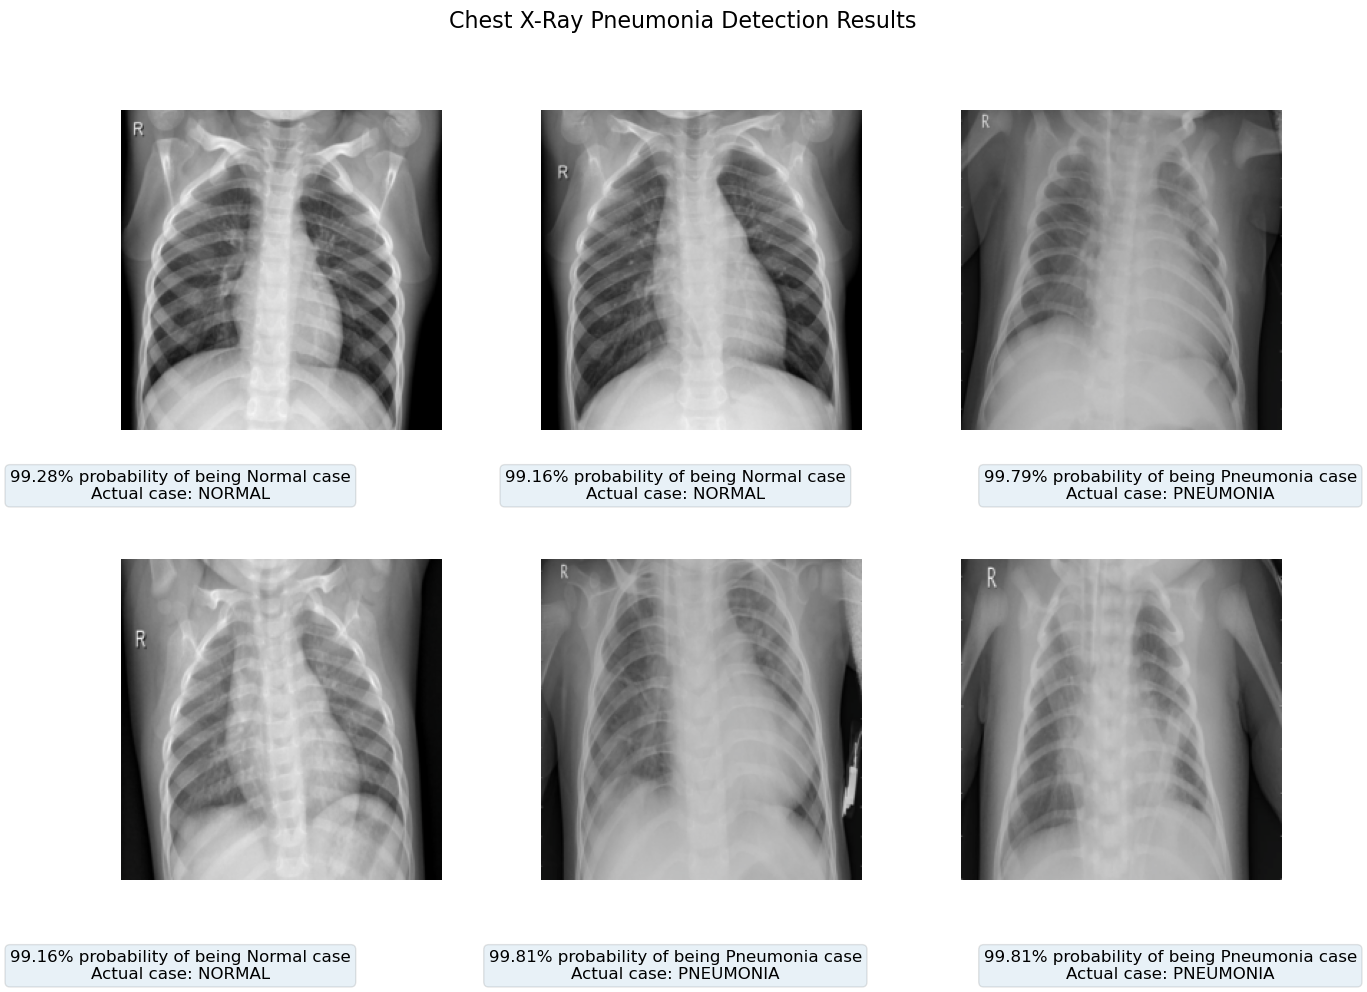 Chest X-Ray Pneumonia Detection Results
R
R
R
99.28% probability of being Normal case
Actual case: NORMAL
99.16% probability of being Normal case
Actual case: NORMAL
99.79% probability of being Pneumonia case
Actual case: PNEUMONIA
R
R
R
99.16% probability of being Normal case
Actual case: NORMAL
99.81% probability of being Pneumonia case
Actual case: PNEUMONIA
99.81% probability of being Pneumonia case
Actual case: PNEUMONIA